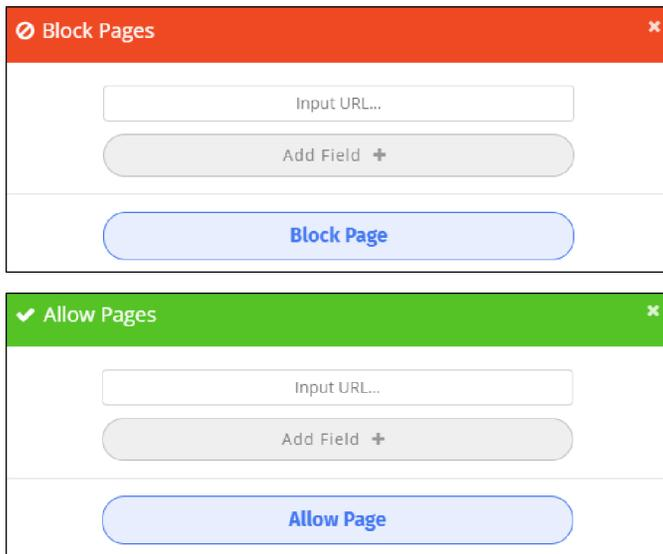 Block Pages
Input URL...
Add Field
Block Page
Allow Pages
Input URL...
Add Field
Allow Page